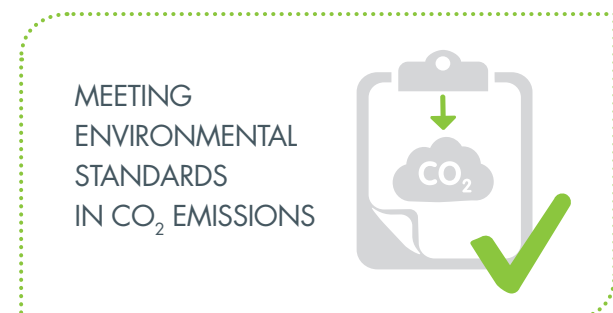 MEETING
ENVIRONMENTAL
STANDARDS
IN CO₂ EMISSIONS
CO₂